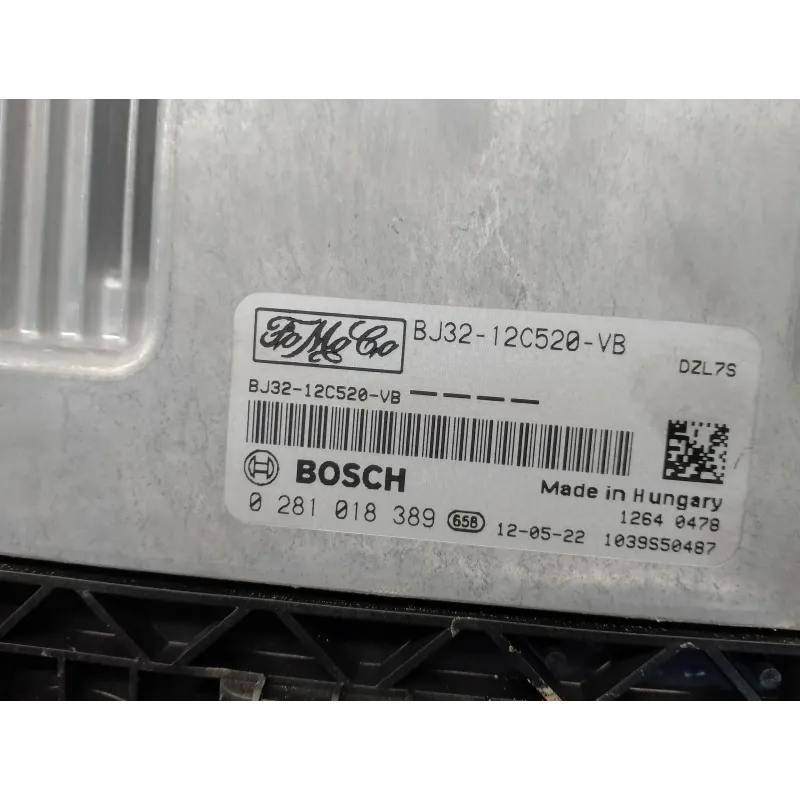 FoMoCo BJ32-12C520-VB
DZL7S
BJ32-12C520-VB ----
BOSCH
Made in Hungary
0 281 018 389 658 12-05-22
1264 0478
1039S50487